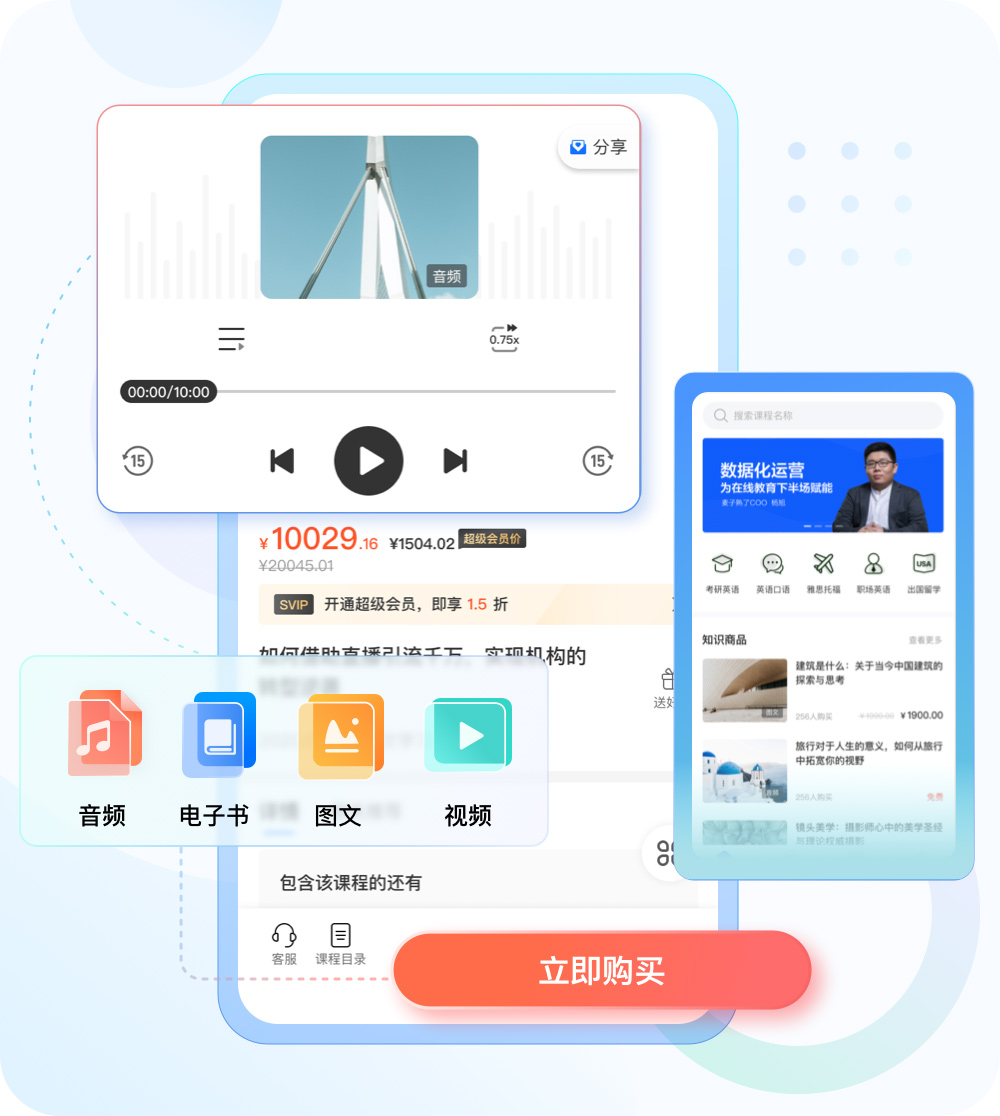 分享
音频
0.75x
00:00/10:00
15
15
¥10029.16 ¥1504.02 超级会员价
¥20045.01
SVIP 开通超级会员，即享 1.5 折
如何借助直播引流千万，实现机构的
送好
音频 电子书 图文 视频
详情
包含该课程的还有
客服 课程目录
立即购买
搜索课程名称
数据化运营
为在线教育下半场赋能
麦子熟了COO 杨旭
USA
考研英语 英语口语 雅思托福 职场英语 出国留学
知识商品 查看更多
建筑是什么：关于当今中国建筑的
探索与思考
图文
256人购买 ¥1900.00
旅行对于人生的意义，如何从旅行
中拓宽你的视野
音频
256人购买 免费
镜头美学：摄影师心中的美学圣经
与理论权威摄影